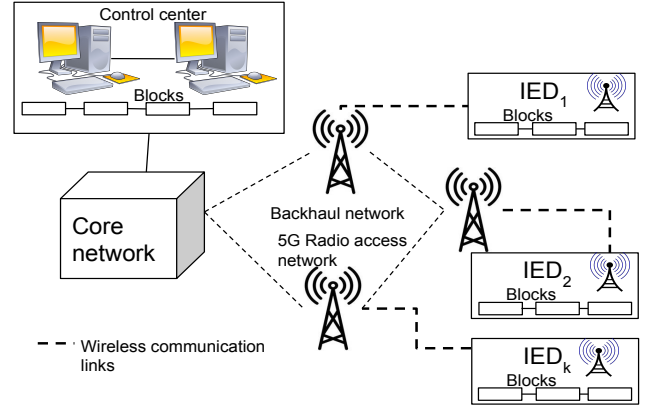 Control center
Blocks
IED1
Blocks
Backhaul network
5G Radio access
network
Core
network
IED2
Blocks
Wireless communication
links
IEDk
Blocks